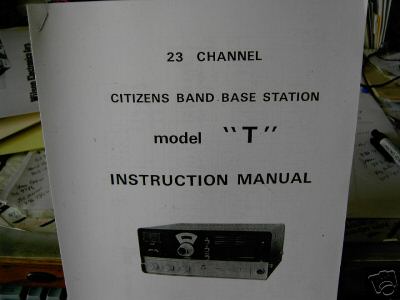 23 CHANNEL
CITIZENS BAND BASE STATION
model "T"
INSTRUCTION MANUAL